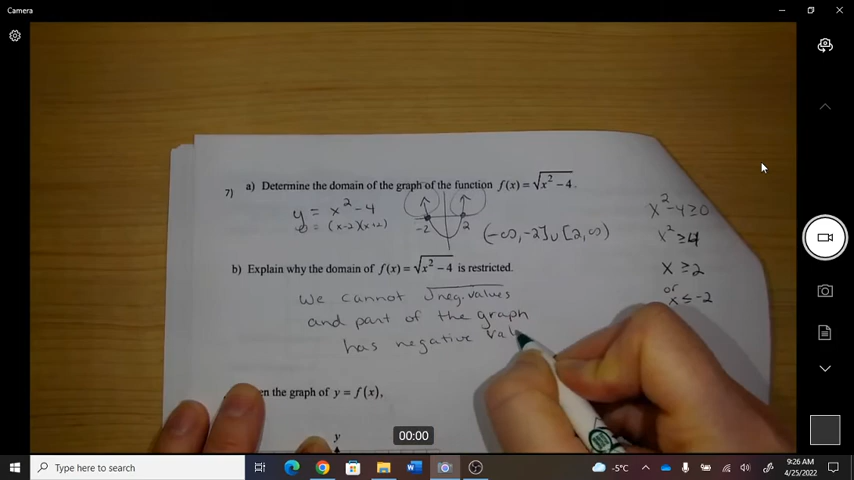 Camera
7)
a) Determine the domain of the graph of the function f(x) = √x²-4.
y = x²-4
0 = (x-2)(x+2)
-2
2
(-∞,-2]∪[2,∞)
x²-4≥0
x²≥4
x ≥2
or
x ≤-2
b) Explain why the domain of f(x) = √x²-4 is restricted.
We cannot √neg. values
and part of the graph
has negative val
en the graph of y = f(x),
y
00:00
Type here to search
-5°C
9:26 AM
4/25/2022